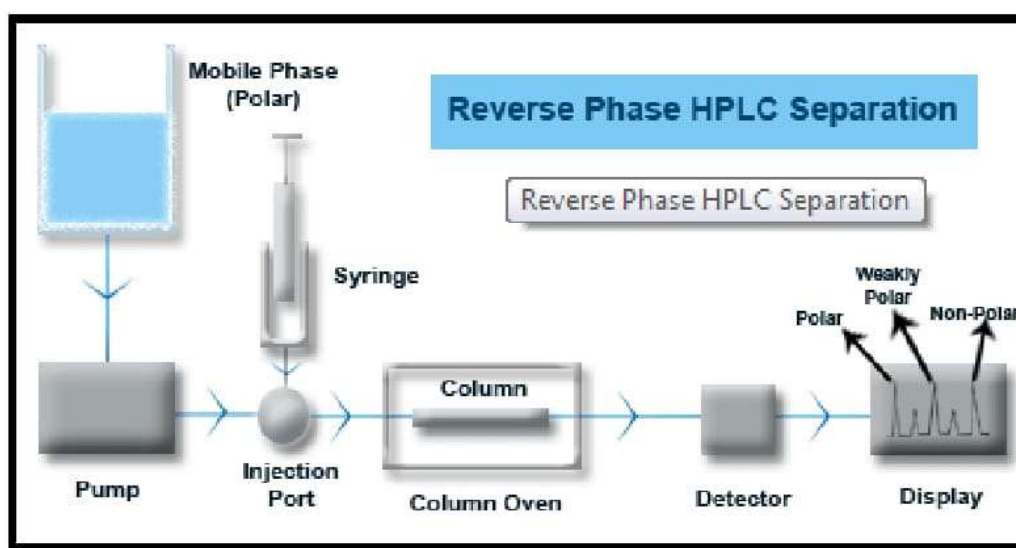 Mobile Phase
(Polar)
Reverse Phase HPLC Separation
Reverse Phase HPLC Separation
Syringe
Weakly
Polar
Polar
Non-Polar
Column
Pump
Injection
Port
Column Oven
Detector
Display